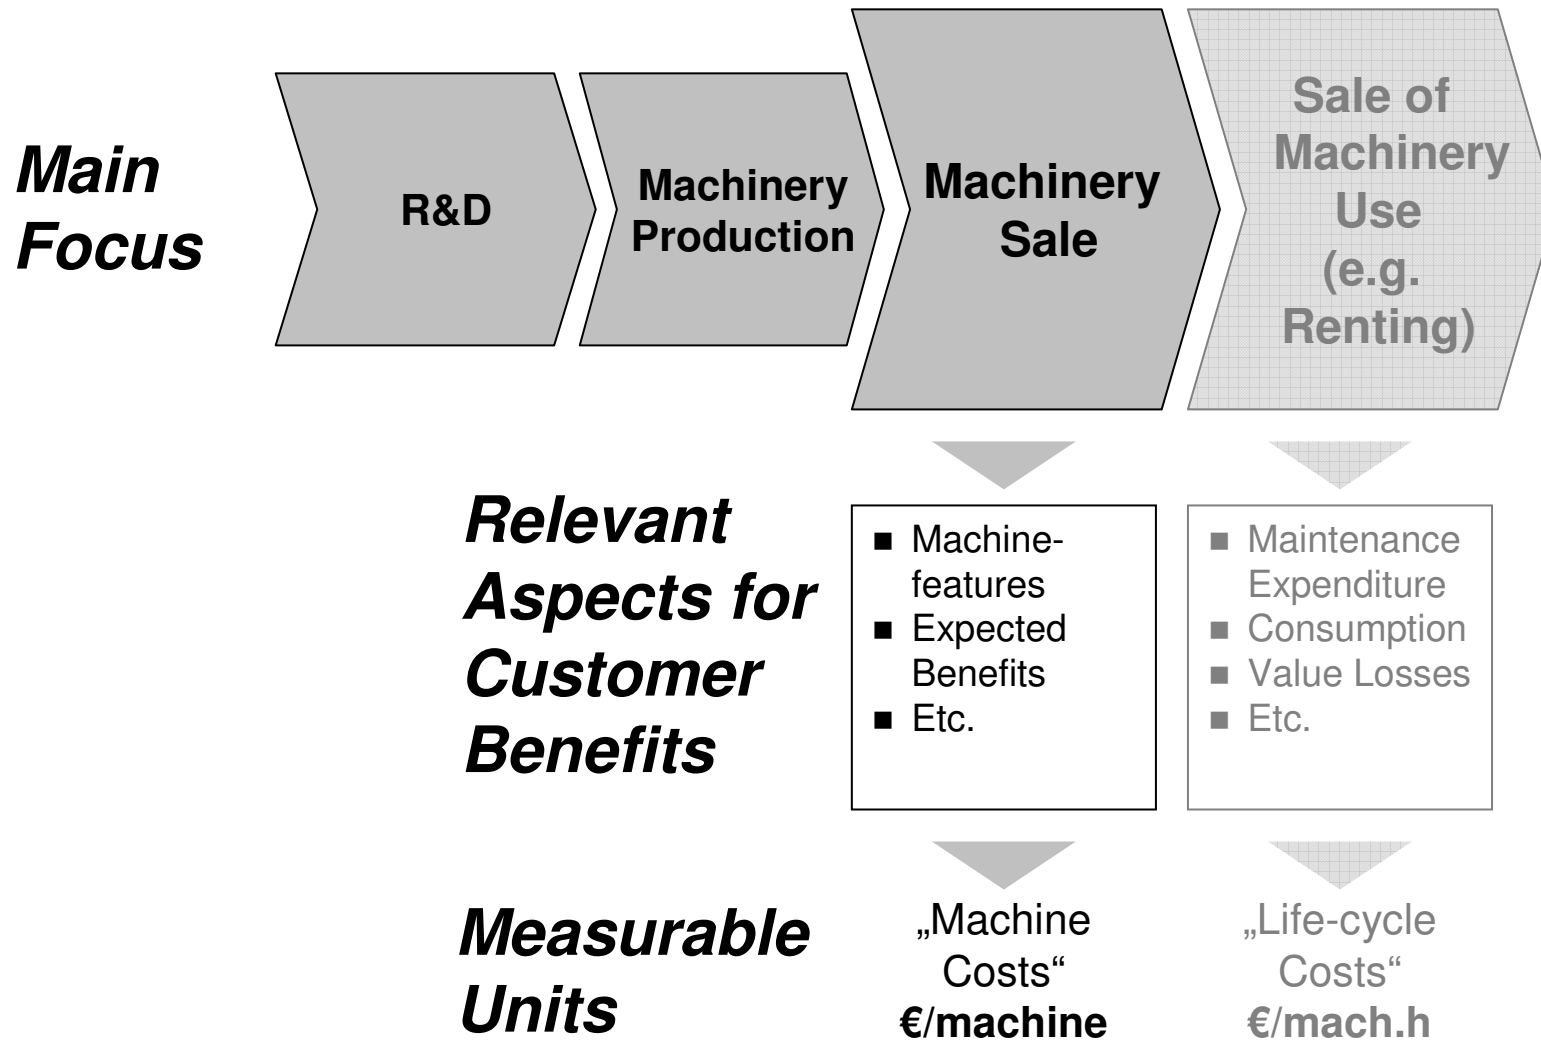 Main
Focus
R&D
Machinery
Production
Machinery
Sale
Sale of
Machinery
Use
(e.g.
Renting)
Relevant
Aspects for
Customer
Benefits
■ Machine-
features
■ Expected
Benefits
■ Etc.
■ Maintenance
Expenditure
■ Consumption
■ Value Losses
■ Etc.
Measurable
Units
„Machine
Costs“
€/machine
„Life-cycle
Costs“
€/mach.h